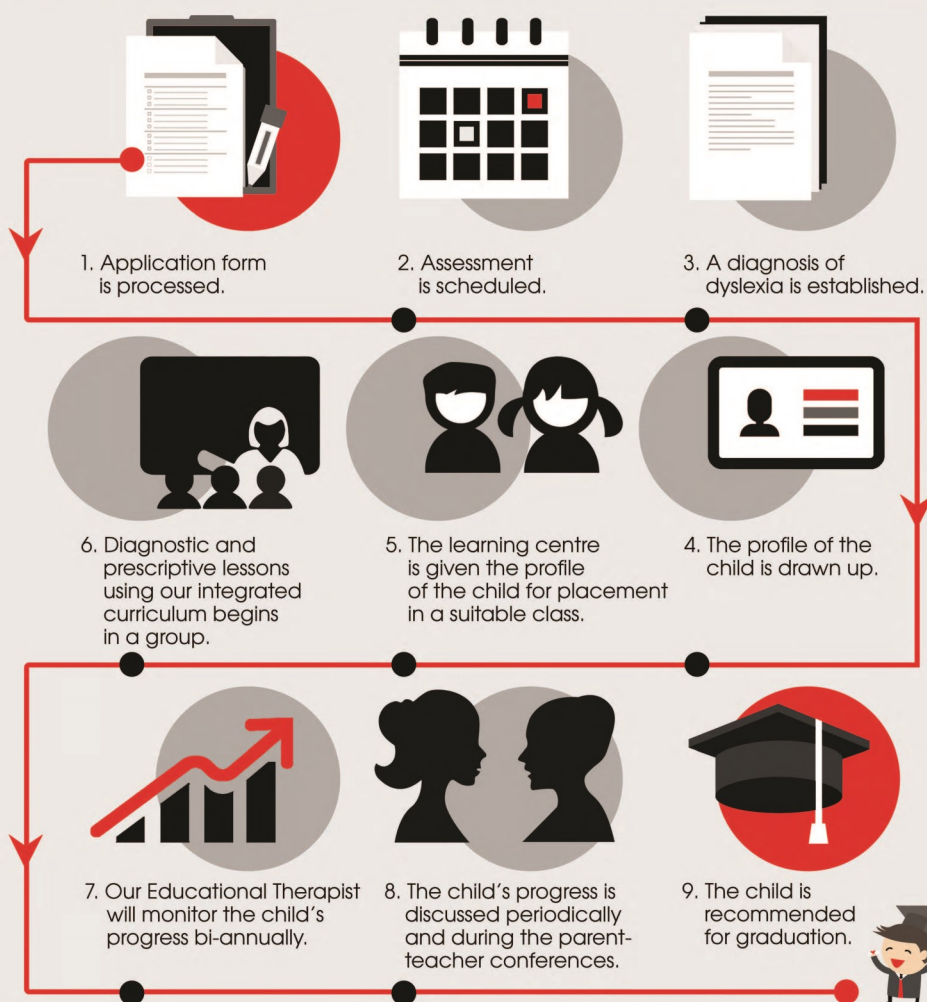 1. Application form
is processed.
2. Assessment
is scheduled.
3. A diagnosis of
dyslexia is established.
4. The profile of the
child is drawn up.
5. The learning centre
is given the profile
of the child for placement
in a suitable class.
6. Diagnostic and
prescriptive lessons
using our integrated
curriculum begins
in a group.
7. Our Educational Therapist
will monitor the child's
progress bi-annually.
8. The child's progress is
discussed periodically
and during the parent-
teacher conferences.
9. The child is
recommended
for graduation.